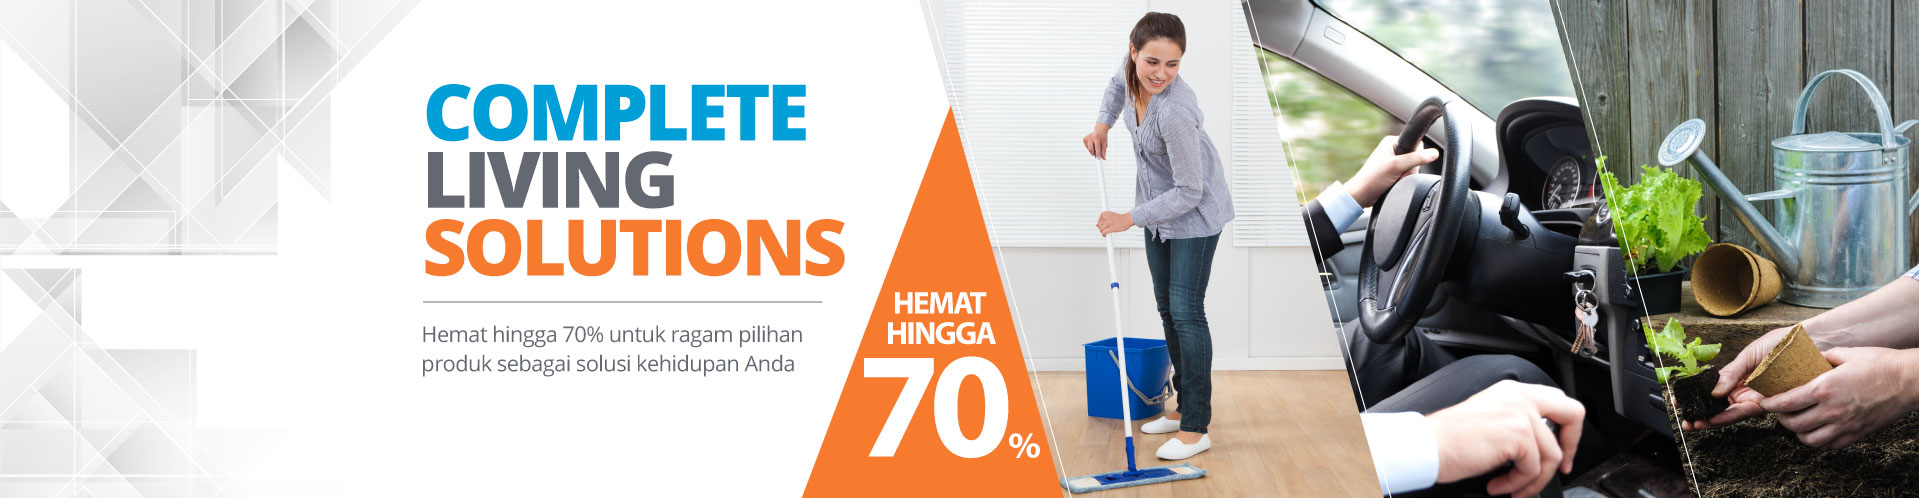 COMPLETE
LIVING
SOLUTIONS
Hemat hingga 70% untuk ragam pilihan
produk sebagai solusi kehidupan Anda
HEMAT
HINGGA
70%